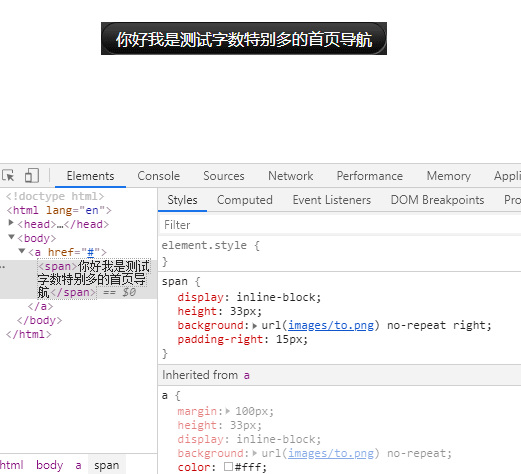 你好我是测试字数特别多的首页导航
Elements Console Sources Network Performance Memory Appli
<!doctype html>
<html lang="en">
▶<head>…</head>
▼<body>
▼<a href="#">
…<span>你好我是测试
字数特别多的首页导
航</span> == $0
</a>
</body>
</html>
html body a span
Styles Computed Event Listeners DOM Breakpoints Pro
Filter
element.style {
}
span {
display: inline-block;
height: 33px;
background:▶url(images/to.png) no-repeat right;
padding-right: 15px;
}
Inherited from a
a {
margin:▶100px;
height: 33px;
display: inline-block;
background:▶url(images/to.png) no-repeat;
color: #fff;